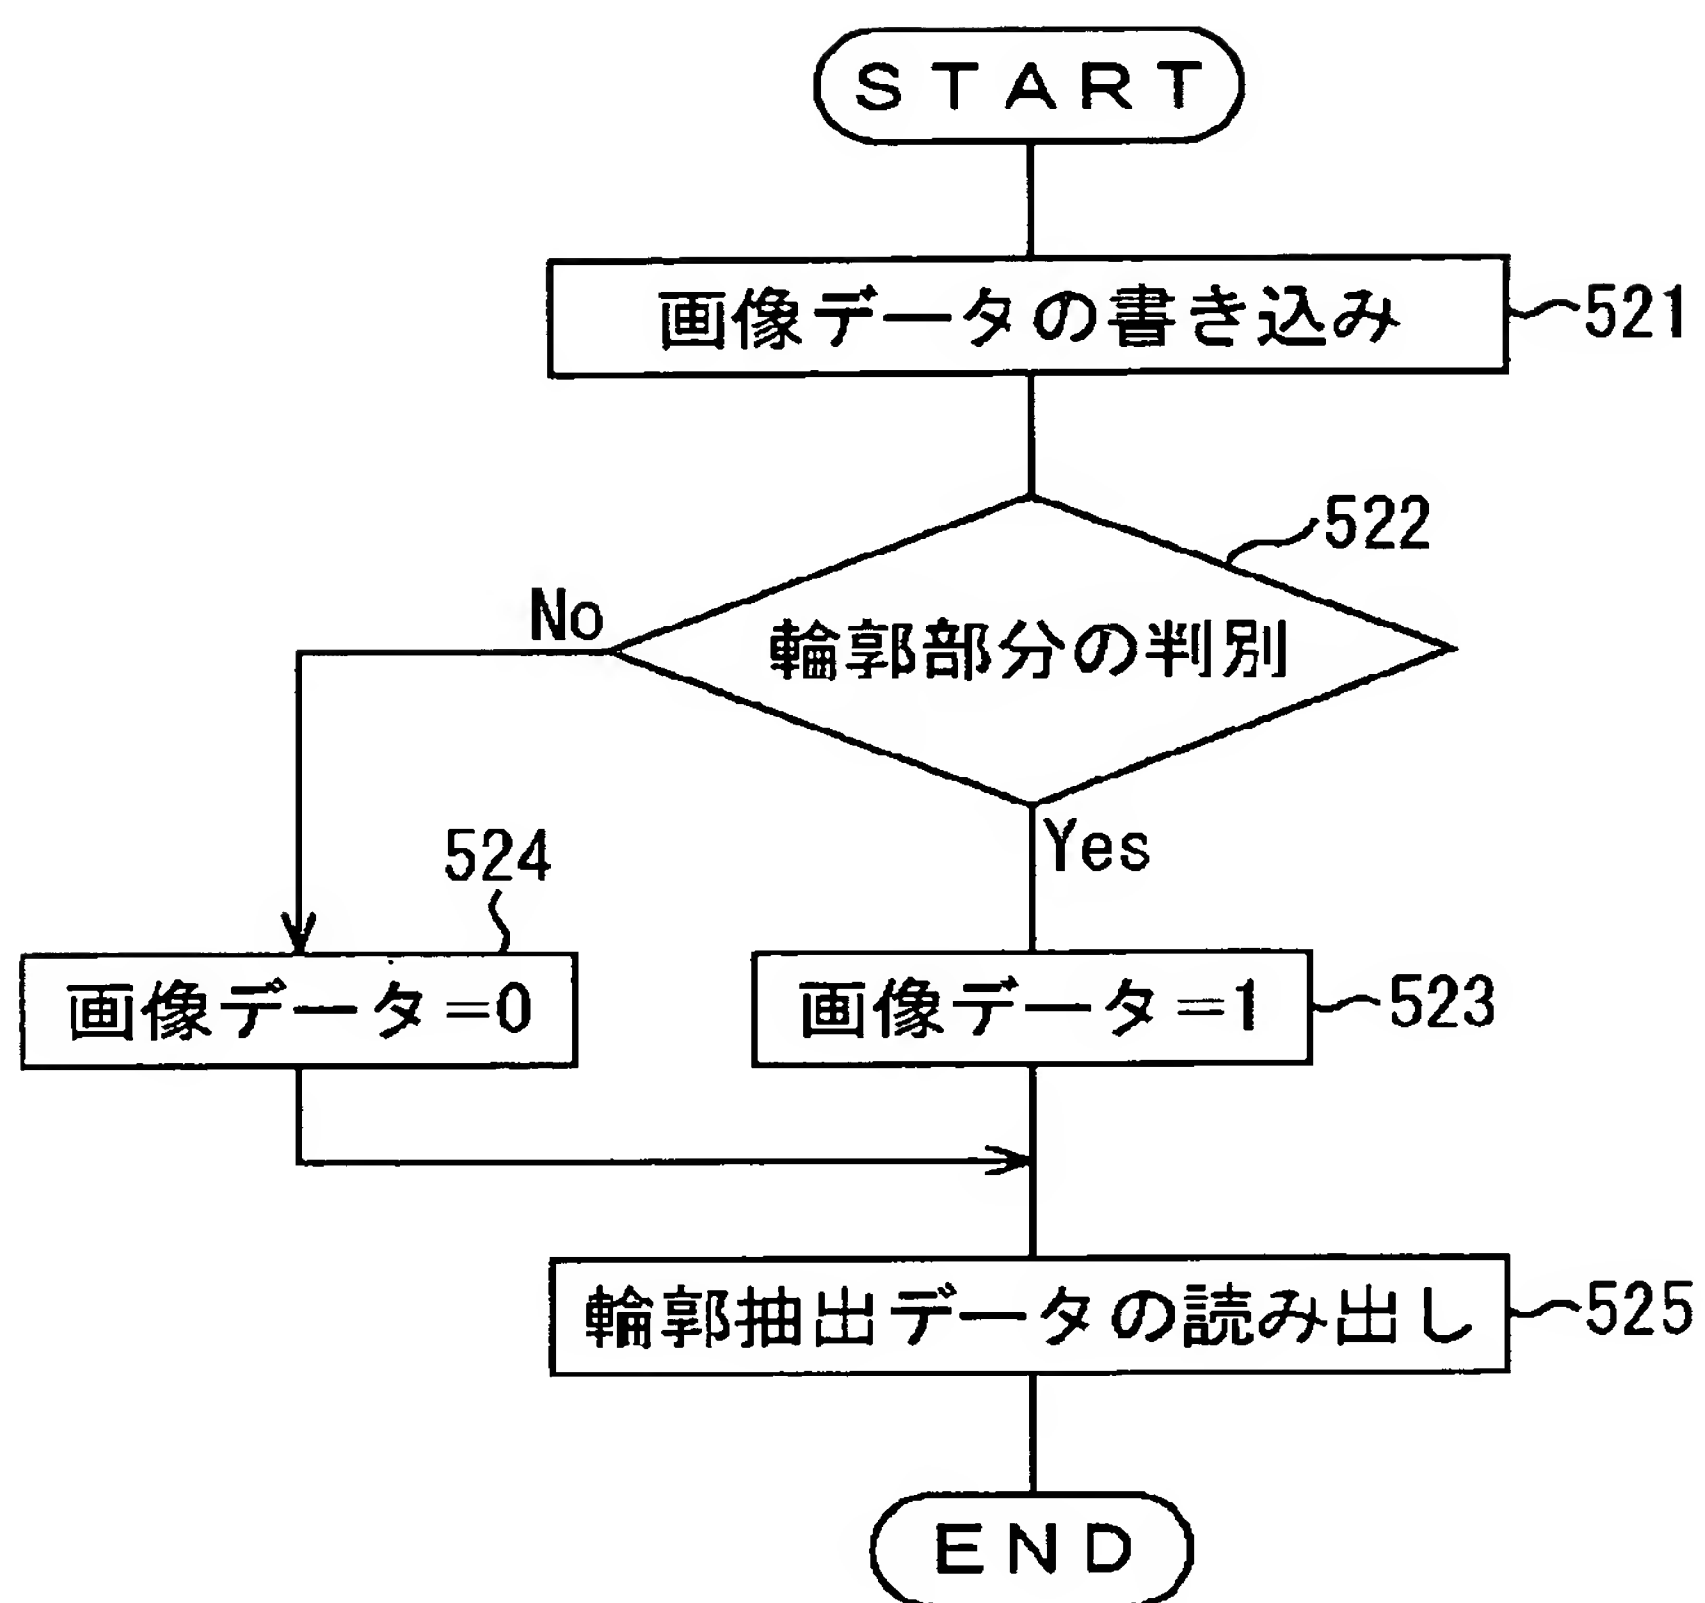 START
画像データの書き込み
521
522
輪郭部分の判別
No
Yes
524
画像データ=0
画像データ=1
523
輪郭抽出データの読み出し
525
END